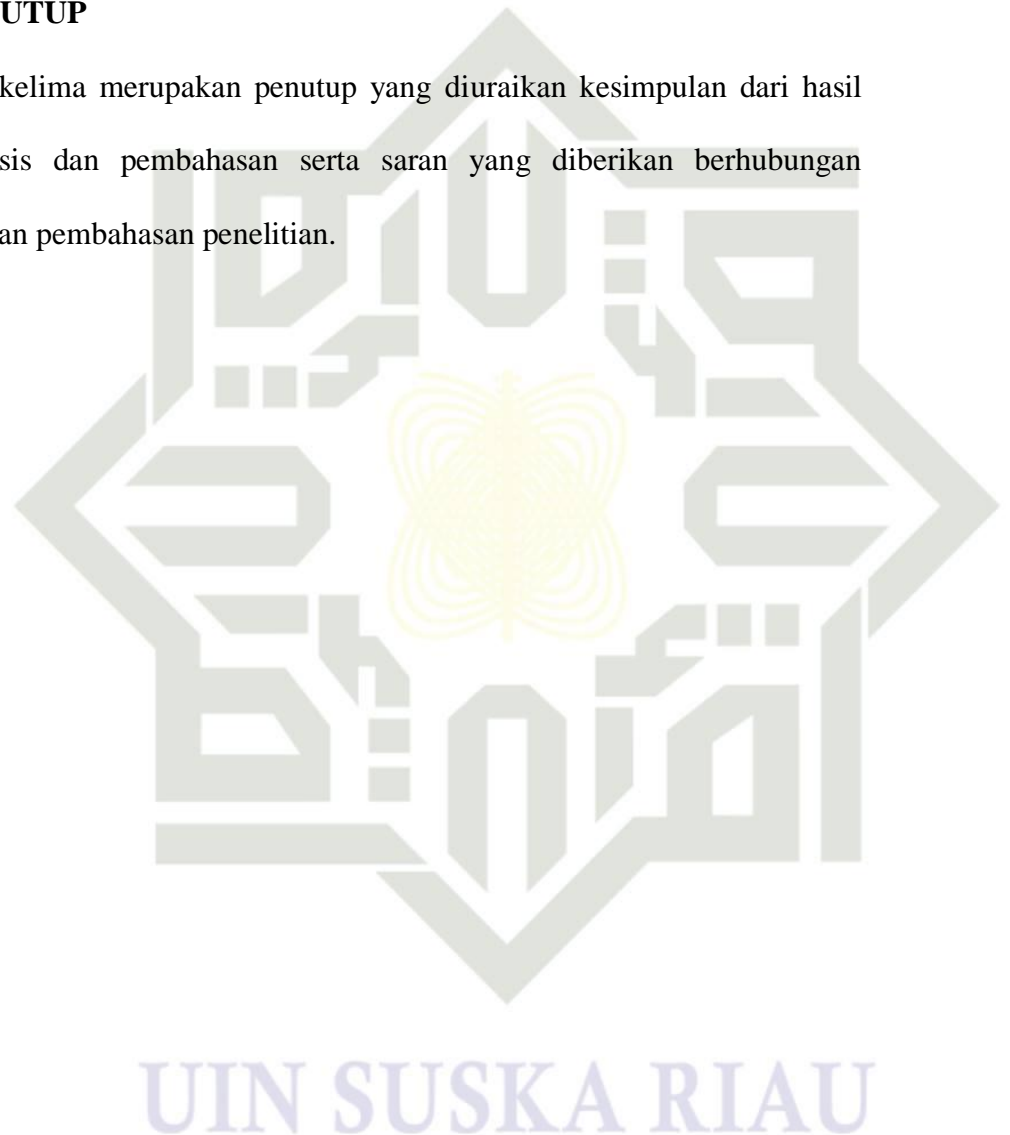 UTUP
kelima merupakan penutup yang diuraikan kesimpulan dari hasil
sis dan pembahasan serta saran yang diberikan berhubungan
an pembahasan penelitian.
UIN SUSKA RIAU